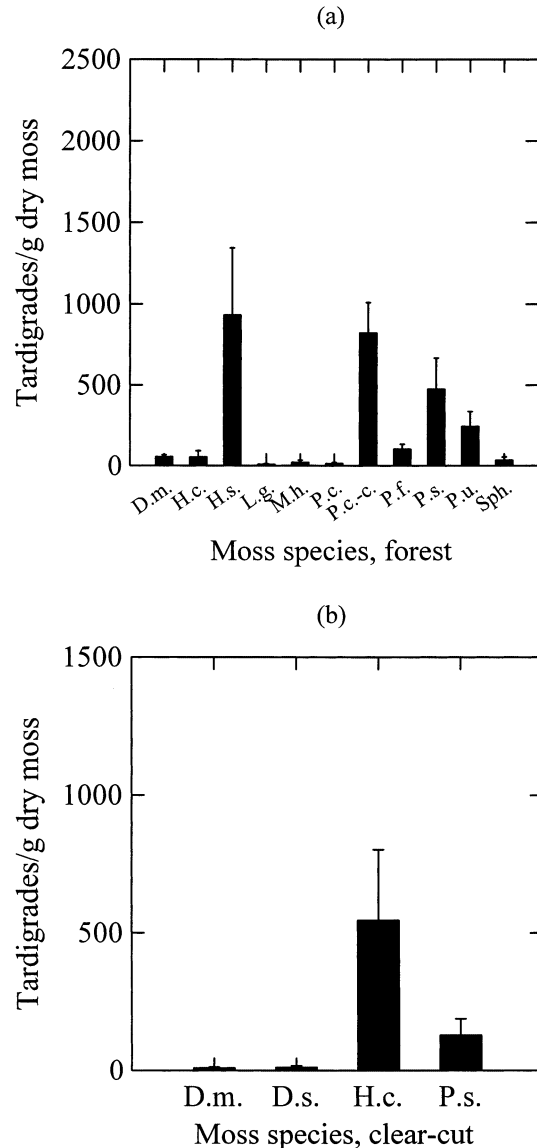 (a)
Tardigrades/g dry moss
2500
2000
1500
1000
500
0
D.m. H.c. H.s. L.g. M.h. P.c. P.c.-c. P.f. P.s. P.u. Sph.
Moss species, forest
(b)
Tardigrades/g dry moss
1500
1000
500
0
D.m. D.s. H.c. P.s.
Moss species, clear-cut